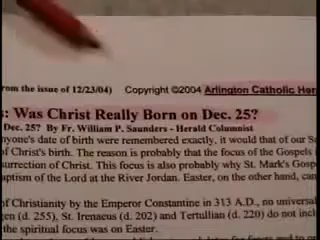 rom the issue of 12/23/04) Copyright ©2004 Arlington Catholic Her
s: Was Christ Really Born on Dec. 25?
Dec. 25? By Fr. William P. Saunders - Herald Columnist
nyone's date of birth were remembered exactly, it would that of our S
f Christ's birth. The reason is probably that the focus of the Gospels
surrection of Christ. This focus is also probably why St. Mark's Gosp
aptism of the Lord at the River Jordan. Easter, on the other hand, can
of Christianity by the Emperor Constantine in 313 A.D., no universal
gen (d. 255), St. Irenaeus (d. 202) and Tertullian (d. 220) do not incl
the spiritual focus was on Easter.